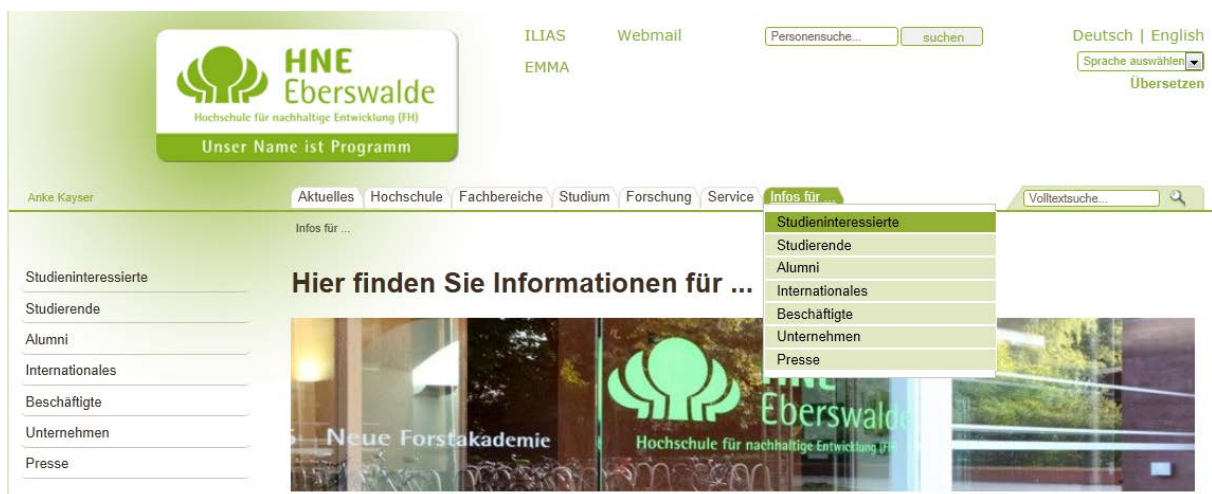 ILIAS Webmail Personensuche... suchen Deutsch | English
EMMA Sprache auswählen
Übersetzen
HNE
Eberswalde
Hochschule für nachhaltige Entwicklung (FH)
Unser Name ist Programm
Anke Kayser Aktuelles Hochschule Fachbereiche Studium Forschung Service Infos für ... Volltextsuche...
Infos für ...
Studieninteressierte
Studierende
Alumni
Internationales
Beschäftigte
Unternehmen
Presse
Studieninteressierte
Studierende
Alumni
Internationales
Beschäftigte
Unternehmen
Presse
Hier finden Sie Informationen für ...
HNE
Eberswalde
Hochschule für nachhaltige Entwicklung (FH)
Neue Forstakademie